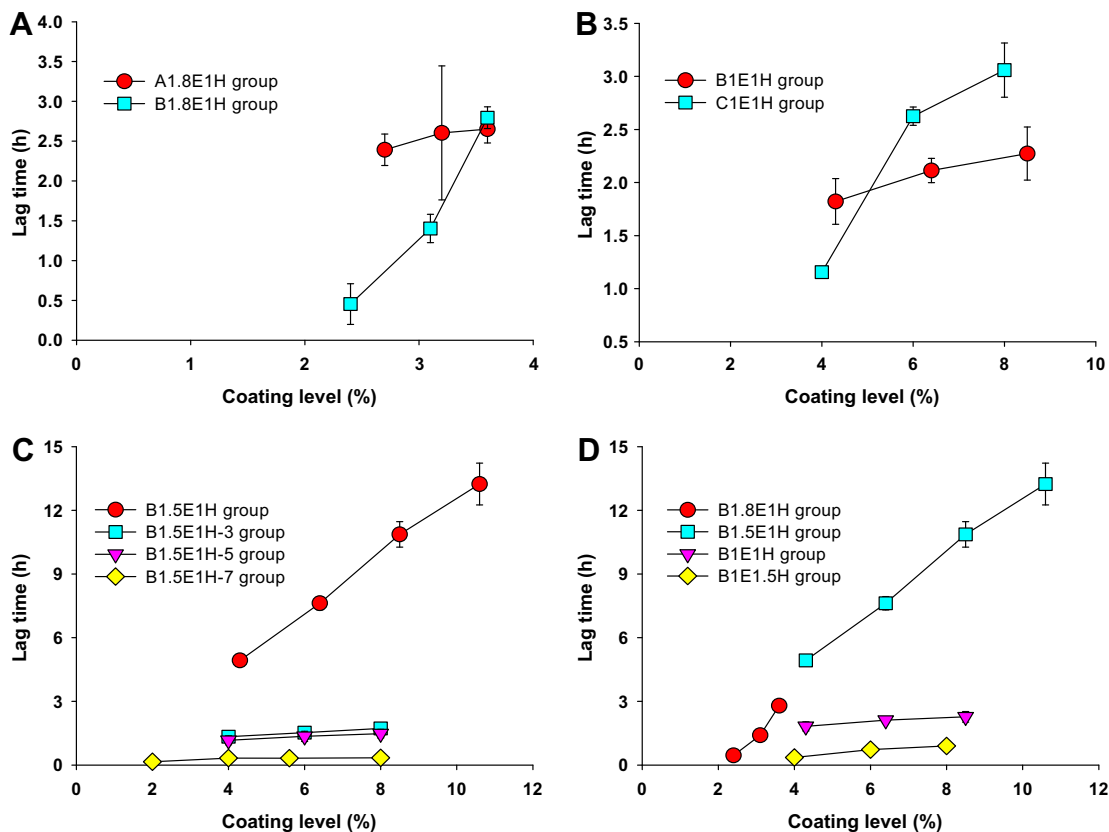 A
4.0
3.5
3.0
2.5
2.0
1.5
1.0
0.5
0.0
Lag time (h)
A1.8E1H group
B1.8E1H group
0 1 2 3 4
Coating level (%)
B
3.5
3.0
2.5
2.0
1.5
1.0
0.5
Lag time (h)
B1E1H group
C1E1H group
0 2 4 6 8 10
Coating level (%)
C
15
12
9
6
3
0
Lag time (h)
B1.5E1H group
B1.5E1H-3 group
B1.5E1H-5 group
B1.5E1H-7 group
0 2 4 6 8 10 12
Coating level (%)
D
15
12
9
6
3
0
Lag time (h)
B1.8E1H group
B1.5E1H group
B1E1H group
B1E1.5H group
0 2 4 6 8 10 12
Coating level (%)